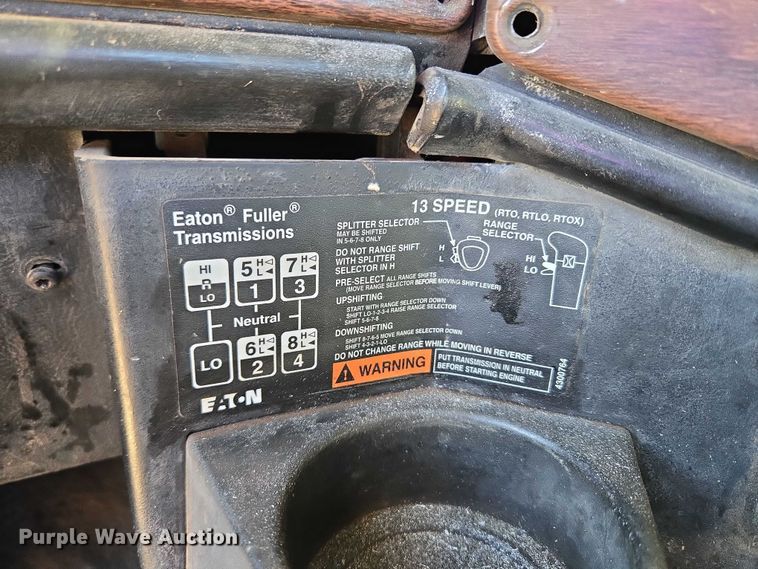 Eaton® Fuller®
Transmissions
13 SPEED (RTO, RTLO, RTOX)
HI
R
LO
5 H L
1
7 H L
3
Neutral
LO
6 H L
2
8 H L
4
EATON
SPLITTER SELECTOR
MAY BE SHIFTED
IN 5-6-7-8 ONLY
H
L
RANGE
SELECTOR
HI
LO
DO NOT RANGE SHIFT
WITH SPLITTER
SELECTOR IN H
PRE-SELECT ALL RANGE SHIFTS
(MOVE RANGE SELECTOR BEFORE MOVING SHIFT LEVER)
UPSHIFTING
START WITH RANGE SELECTOR DOWN
SHIFT LO-1-2-3-4 RAISE RANGE SELECTOR
SHIFT 5-6-7-8
DOWNSHIFTING
SHIFT 8-7-6-5 MOVE RANGE SELECTOR DOWN
SHIFT 4-3-2-1-LO
DO NOT CHANGE RANGE WHILE MOVING IN REVERSE
WARNING
PUT TRANSMISSION IN NEUTRAL
BEFORE STARTING ENGINE
4300764
Purple Wave Auction